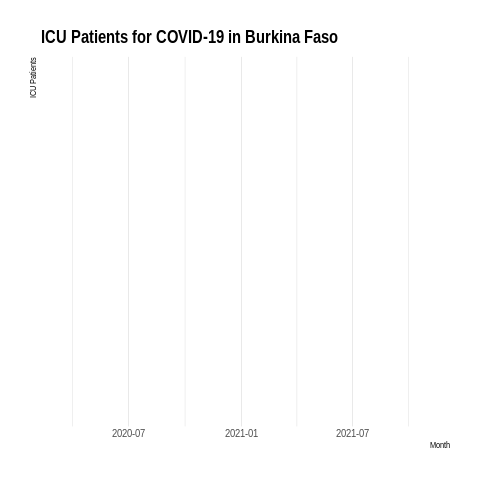 ICU Patients for COVID-19 in Burkina Faso
ICU Patients
2020-07
2021-01
2021-07
Month